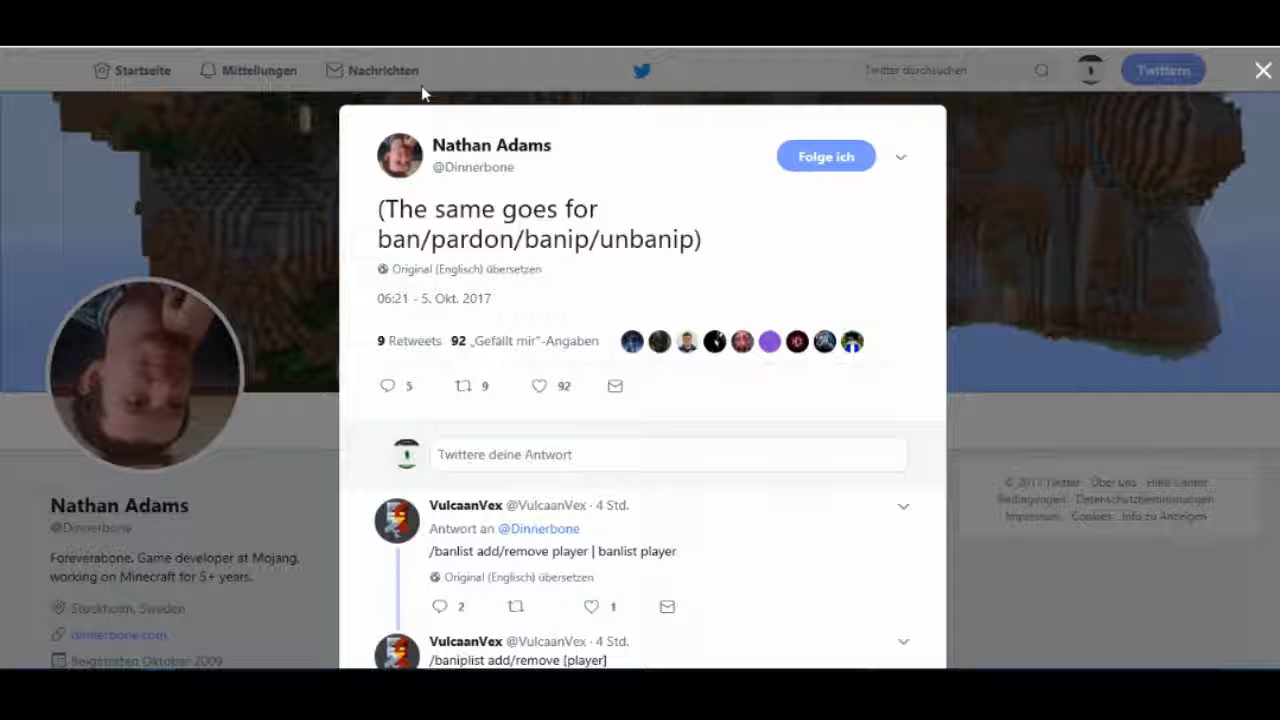 Startseite
Mitteilungen
Nachrichten
Twitter durchsuchen
Twittern
Nathan Adams
@Dinnerbone
Folge ich
(The same goes for
ban/pardon/banip/unbanip)
Original (Englisch) übersetzen
06:21 - 5. Okt. 2017
9 Retweets 92 „Gefällt mir"-Angaben
5 9 92
Twittere deine Antwort
VulcaanVex @VulcaanVex · 4 Std.
Antwort an @Dinnerbone
/banlist add/remove player | banlist player
Original (Englisch) übersetzen
2 1
VulcaanVex @VulcaanVex · 4 Std.
/baniplist add/remove [player]
Nathan Adams
@Dinnerbone
Foreverabone. Game developer at Mojang,
working on Minecraft for 5+ years.
Stockholm, Sweden
dinnerbone.com
Beigetreten Oktober 2009
© 2017 Twitter Über uns Hilfe-Center
Bedingungen Datenschutzbestimmungen
Impressum Cookies Info zu Anzeigen